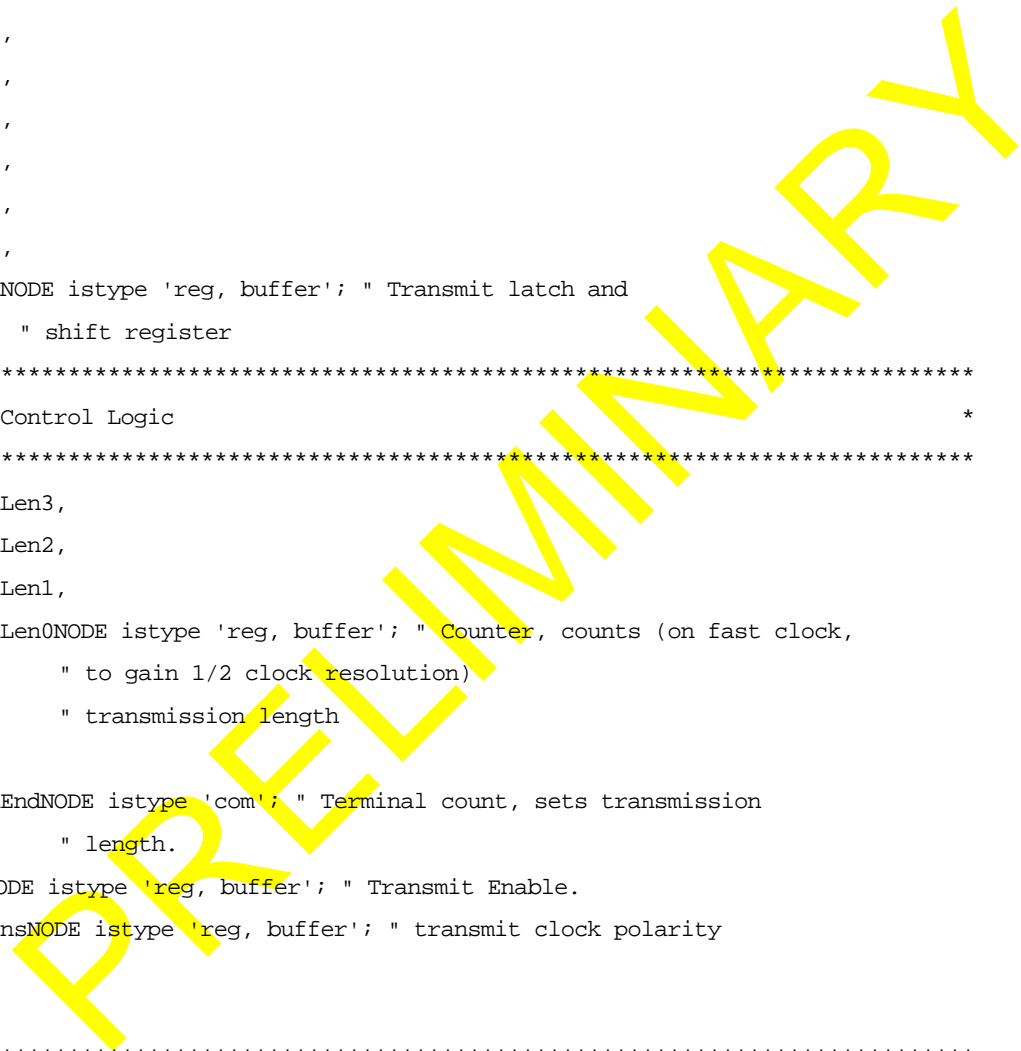 ,
,
,
,
,
,
NODE istype 'reg, buffer'; " Transmit latch and
" shift register
************************************************************************
Control Logic *
************************************************************************
Len3,
Len2,
Len1,
Len0NODE istype 'reg, buffer'; " Counter, counts (on fast clock,
" to gain 1/2 clock resolution)
" transmission length
EndNODE istype 'com'; " Terminal count, sets transmission
" length.
ODE istype 'reg, buffer'; " Transmit Enable.
nsNODE istype 'reg, buffer'; " transmit clock polarity
PRELIMINARY